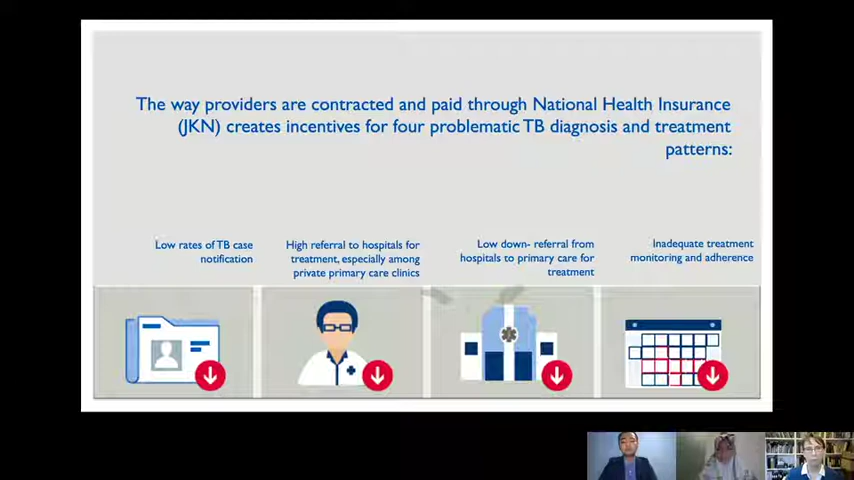 The way providers are contracted and paid through National Health Insurance
(JKN) creates incentives for four problematic TB diagnosis and treatment
patterns:
Low rates of TB case
notification
High referral to hospitals for
treatment, especially among
private primary care clinics
Low down- referral from
hospitals to primary care for
treatment
Inadequate treatment
monitoring and adherence